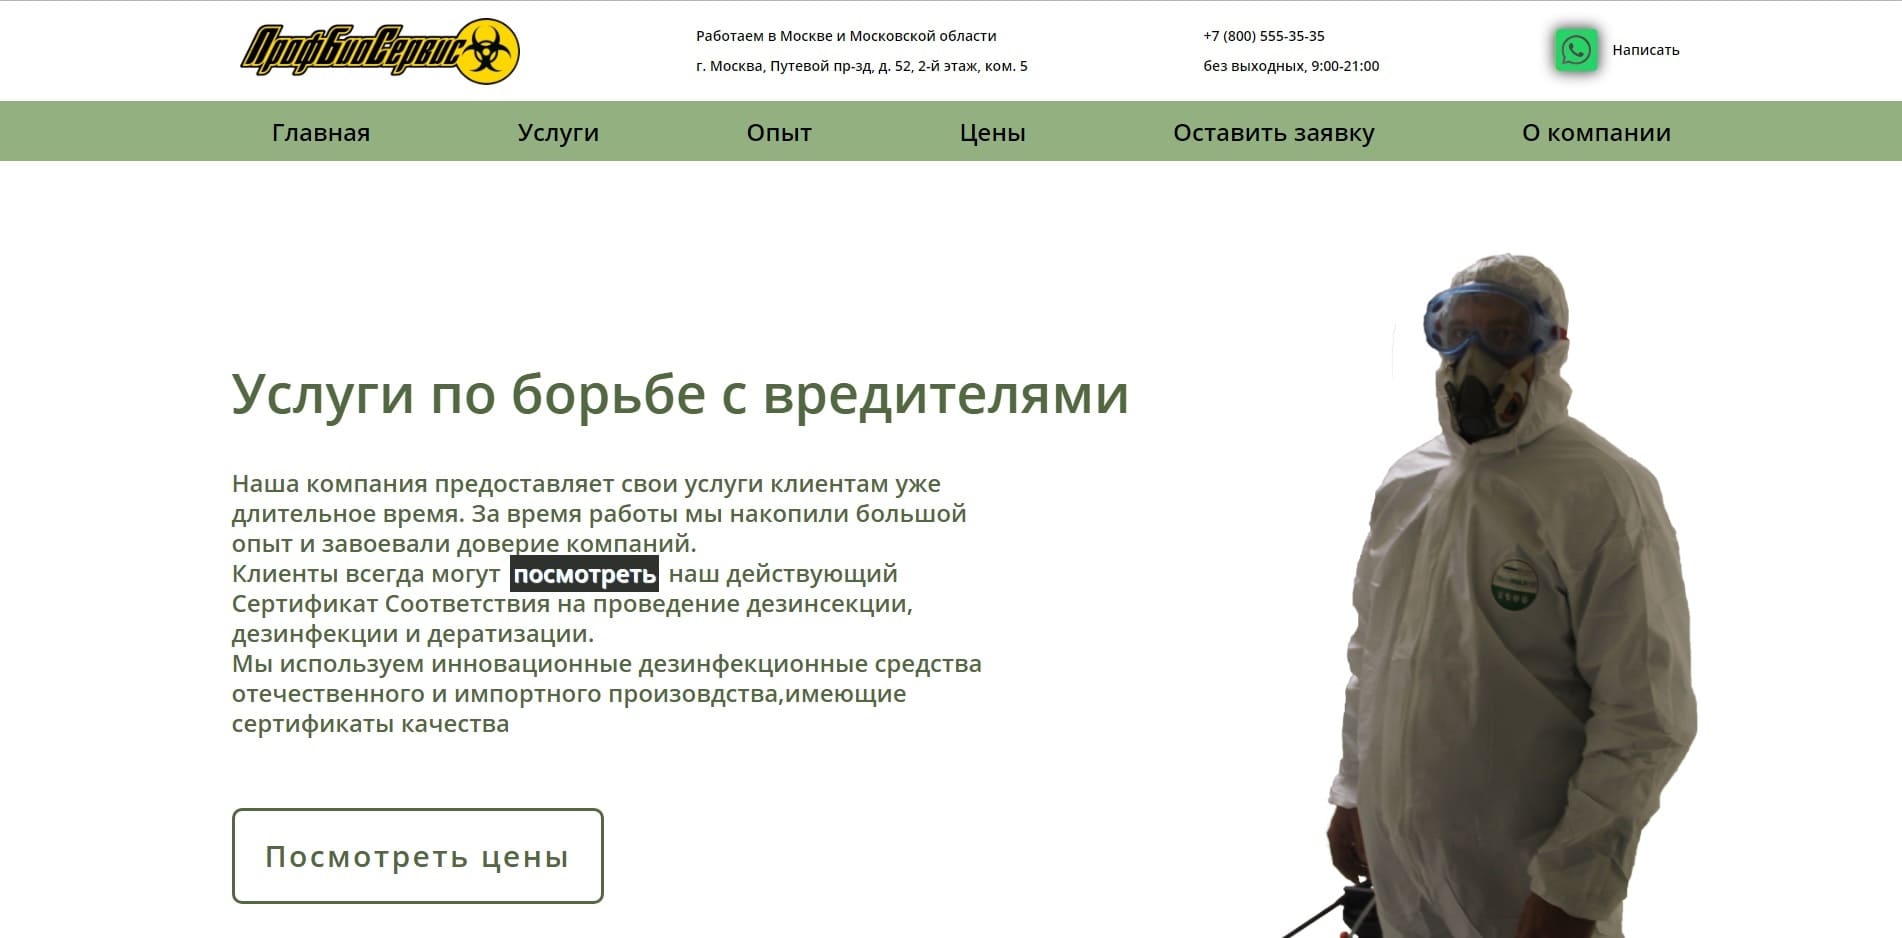 ПрофБиоСервис
Работаем в Москве и Московской области
г. Москва, Путевой пр-зд, д. 52, 2-й этаж, ком. 5
+7 (800) 555-35-35
без выходных, 9:00-21:00
Написать
Главная Услуги Опыт Цены Оставить заявку О компании
Услуги по борьбе с вредителями
Наша компания предоставляет свои услуги клиентам уже
длительное время. За время работы мы накопили большой
опыт и завоевали доверие компаний.
Клиенты всегда могут посмотреть наш действующий
Сертификат Соответствия на проведение дезинсекции,
дезинфекции и дератизации.
Мы используем инновационные дезинфекционные средства
отечественного и импортного произовдства,имеющие
сертификаты качества
Посмотреть цены